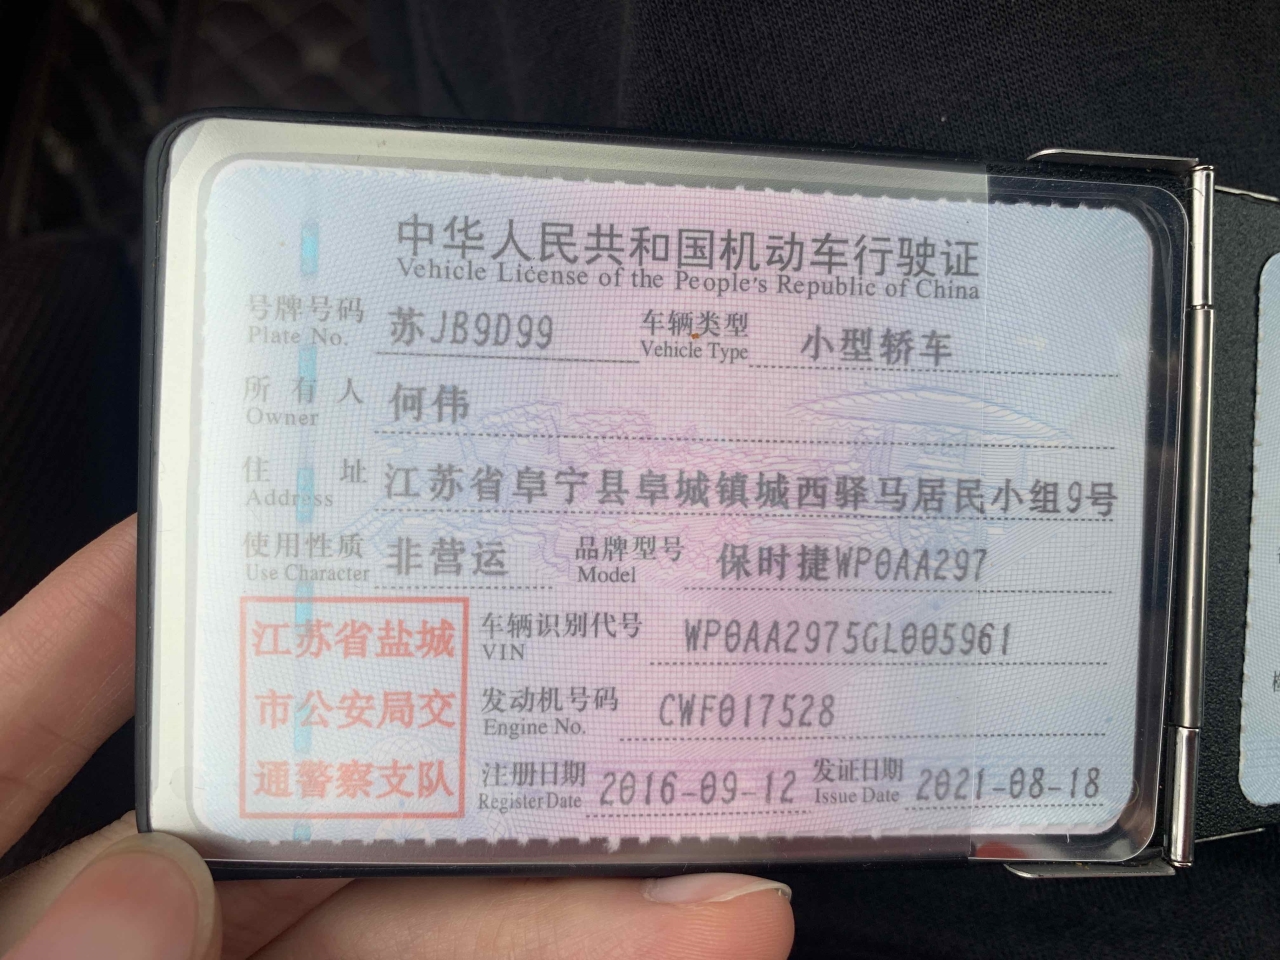 中华人民共和国机动车行驶证
Vehicle License of the People's Republic of China
号牌号码 苏JB9D99 车辆类型 小型轿车
Plate No. Vehicle Type
所有人 何伟
Owner
住址 江苏省阜宁县阜城镇城西驿马居民小组9号
Address
使用性质 非营运 品牌型号 保时捷WP0AA297
Use Character Model
江苏省盐城
市公安局交
通警察支队
车辆识别代号 WP0AA2975GL005961
VIN
发动机号码 CWF017528
Engine No.
注册日期 2016-09-12 发证日期 2021-08-18
Register Date Issue Date